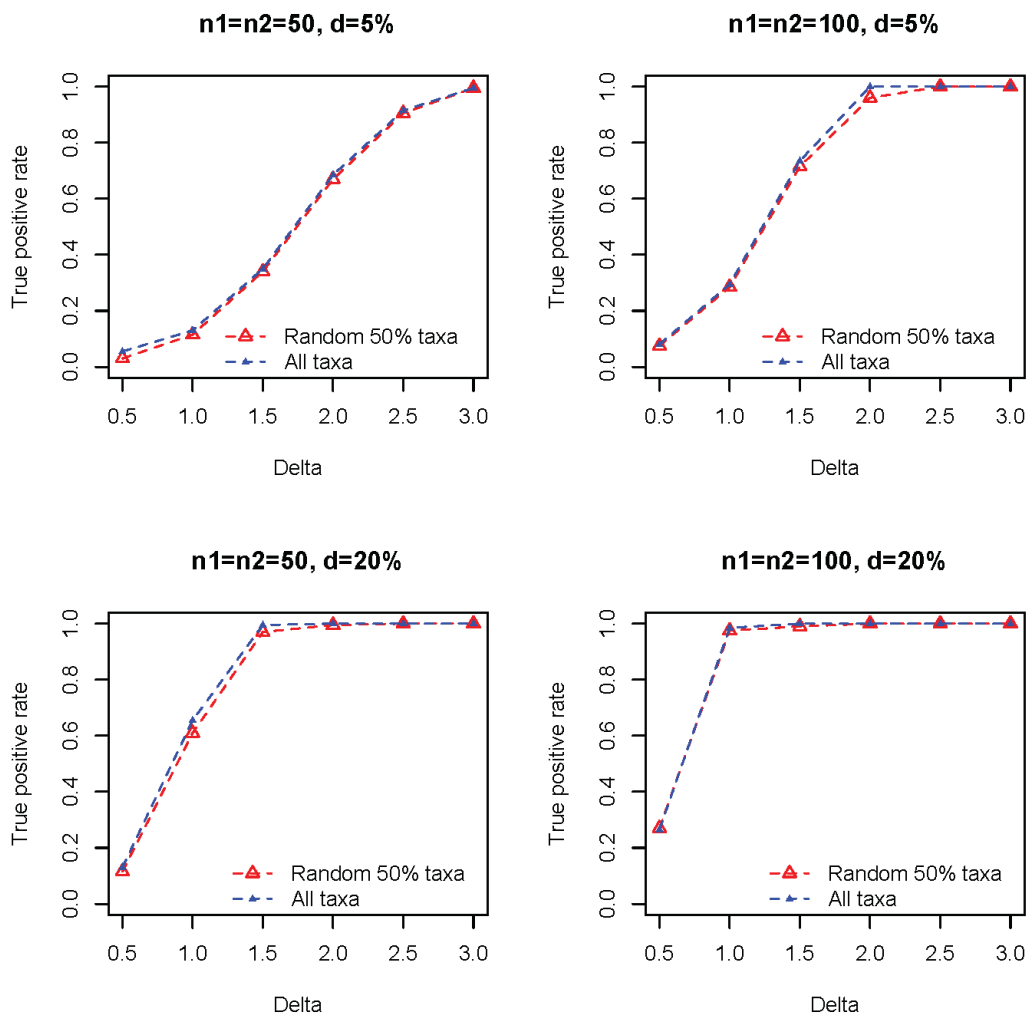 n1=n2=50, d=5%
True positive rate
1.0
0.8
0.6
0.4
0.2
0.0
Random 50% taxa
All taxa
0.5 1.0 1.5 2.0 2.5 3.0
Delta
n1=n2=100, d=5%
True positive rate
1.0
0.8
0.6
0.4
0.2
0.0
Random 50% taxa
All taxa
0.5 1.0 1.5 2.0 2.5 3.0
Delta
n1=n2=50, d=20%
True positive rate
1.0
0.8
0.6
0.4
0.2
0.0
Random 50% taxa
All taxa
0.5 1.0 1.5 2.0 2.5 3.0
Delta
n1=n2=100, d=20%
True positive rate
1.0
0.8
0.6
0.4
0.2
0.0
Random 50% taxa
All taxa
0.5 1.0 1.5 2.0 2.5 3.0
Delta